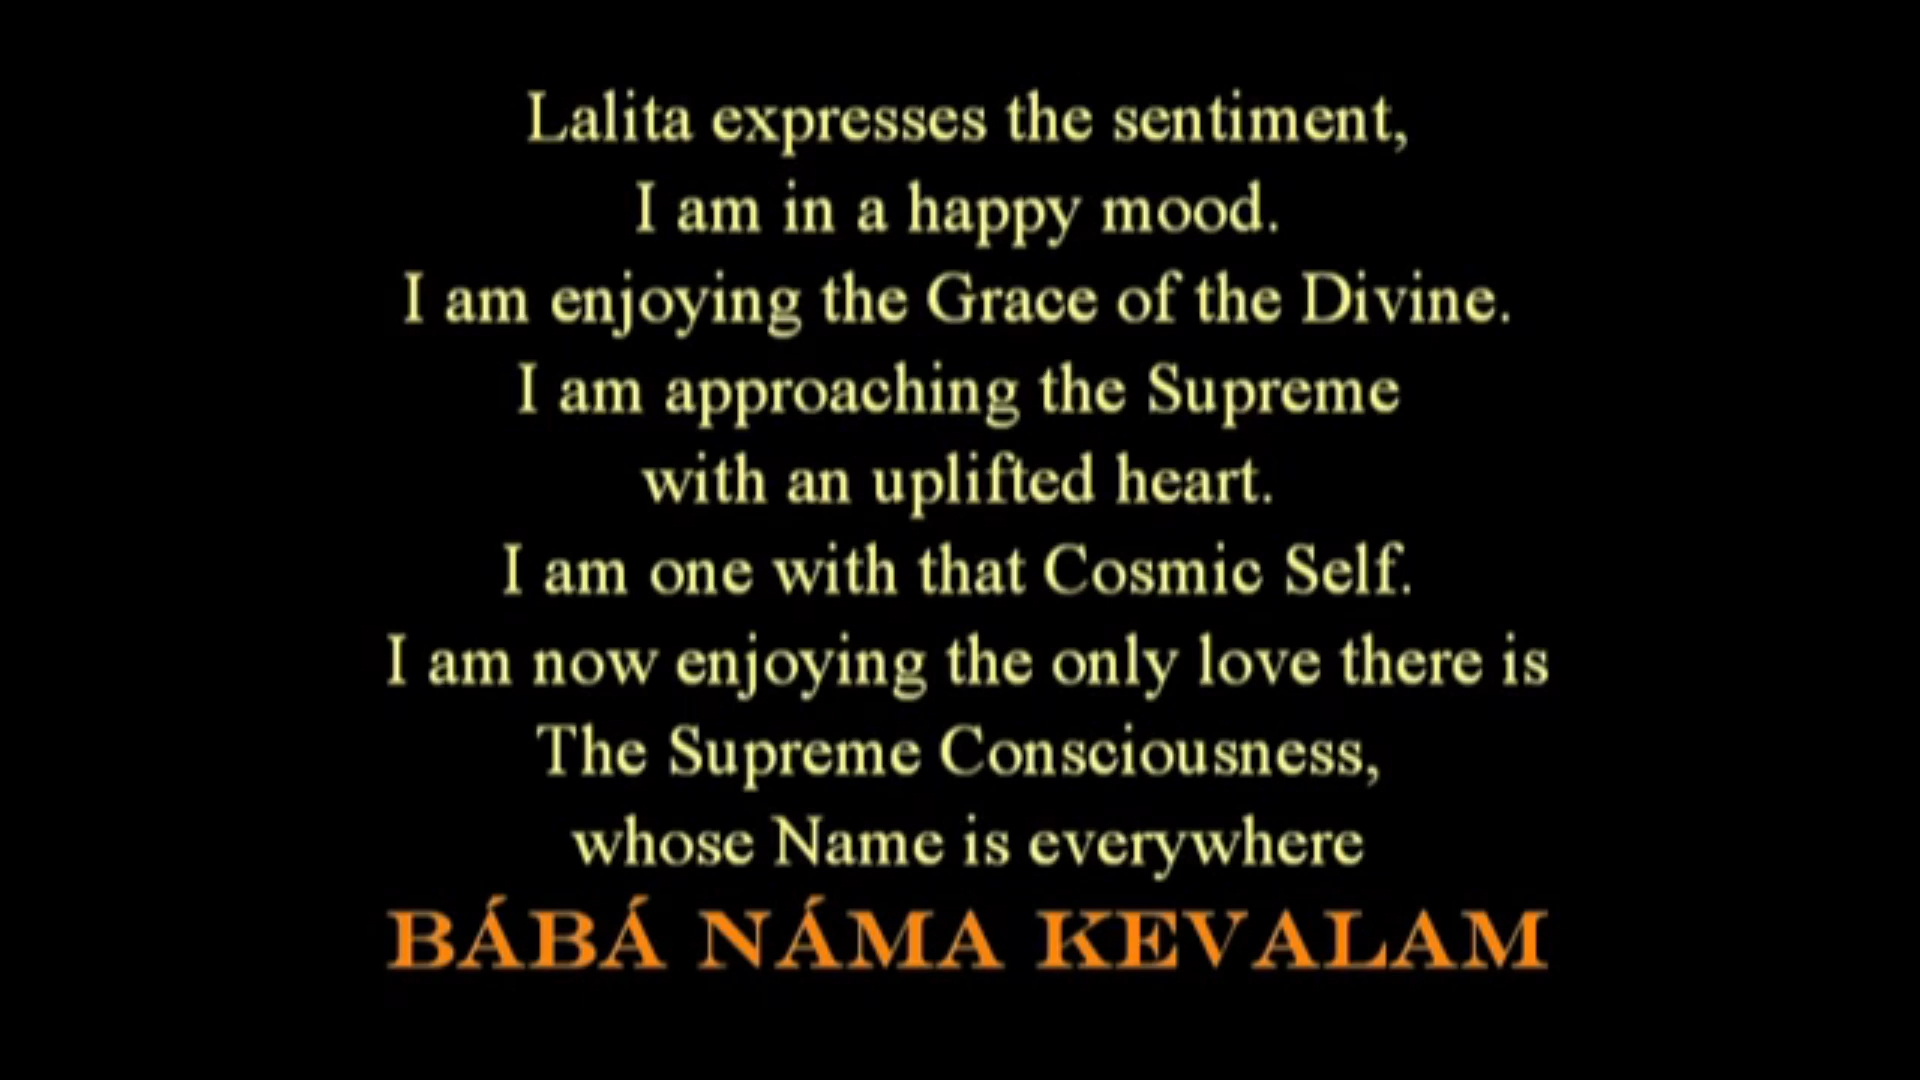 Lalita expresses the sentiment,
I am in a happy mood.
I am enjoying the Grace of the Divine.
I am approaching the Supreme
with an uplifted heart.
I am one with that Cosmic Self.
I am now enjoying the only love there is
The Supreme Consciousness,
whose Name is everywhere
BÁBÁ NÁMA KEVALAM